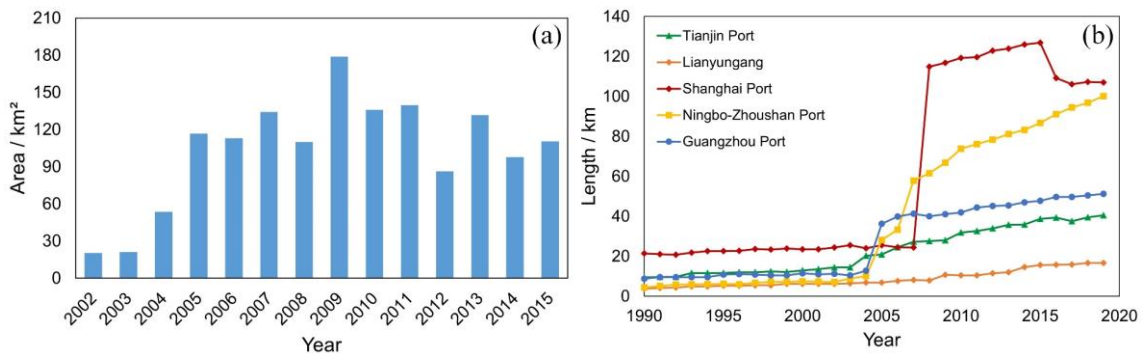 (a)
Area / km²
210
180
150
120
90
60
30
0
2002 2003 2004 2005 2006 2007 2008 2009 2010 2011 2012 2013 2014 2015
Year
(b)
Length / km
140
120
100
80
60
40
20
0
Tianjin Port
Lianyungang
Shanghai Port
Ningbo-Zhoushan Port
Guangzhou Port
1990 1995 2000 2005 2010 2015 2020
Year